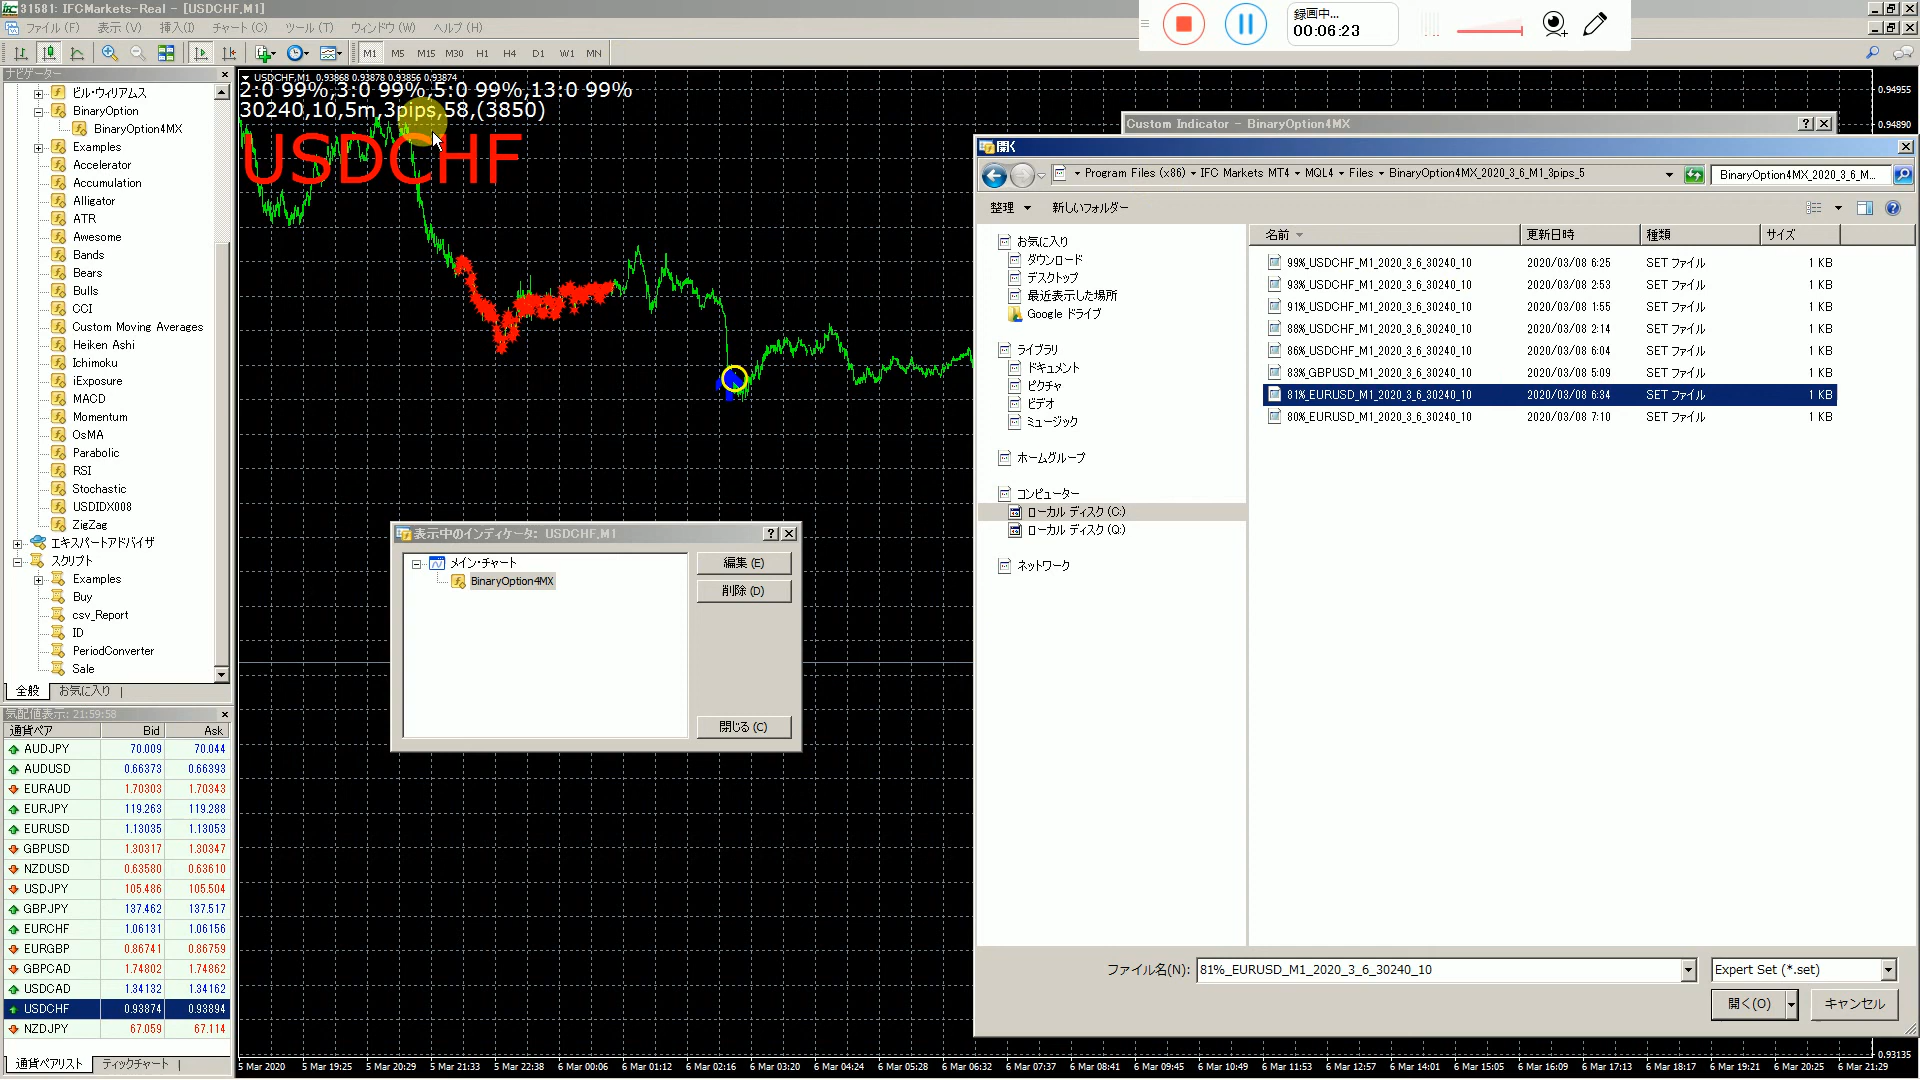 31581: IFCMarkets-Real - [USDCHF,M1]
ファイル (F) 表示 (V) 挿入(I) チャート (C) ツール (T) ウィンドウ (W) ヘルプ (H)
録画中...
00:06:23
M1 M5 M15 M30 H1 H4 D1 W1 MN
ナビゲーター
ビル・ウィリアムス
BinaryOption
BinaryOption4MX
Examples
Accelerator
Accumulation
Alligator
ATR
Awesome
Bands
Bears
Bulls
CCI
Custom Moving Averages
Heiken Ashi
Ichimoku
iExposure
MACD
Momentum
OsMA
Parabolic
RSI
Stochastic
USDIDX008
ZigZag
エキスパートアドバイザ
スクリプト
Examples
Buy
csv_Report
ID
PeriodConverter
Sale
全般 お気に入り
気配値表示: 21:59:58
通貨ペア Bid Ask
AUDJPY 70.009 70.044
AUDUSD 0.66373 0.66393
EURAUD 1.70303 1.70343
EURJPY 119.263 119.288
EURUSD 1.13035 1.13053
GBPUSD 1.30317 1.30347
NZDUSD 0.63580 0.63610
USDJPY 105.486 105.504
GBPJPY 137.462 137.517
EURCHF 1.06131 1.06156
EURGBP 0.86741 0.86759
GBPCAD 1.74802 1.74862
USDCAD 1.34132 1.34162
USDCHF 0.93874 0.93894
NZDJPY 67.059 67.114
通貨ペアリスト ティックチャート
USDCHF,M1 0.93868 0.93878 0.93856 0.93874
2:0 99%,3:0 99%,5:0 99%,13:0 99%
30240,10,5m,3pips,58,(3850)
USDCHF
0.94955
0.94890
0.93135
表示中のインディケータ: USDCHF,M1
メイン・チャート
BinaryOption4MX
編集 (E)
削除 (D)
閉じる (C)
Custom Indicator - BinaryOption4MX
開く
Program Files (x86) IFC Markets MT4 MQL4 Files BinaryOption4MX_2020_3_6_M1_3pips_5
BinaryOption4MX_2020_3_6_M...
整理 新しいフォルダー
お気に入り
ダウンロード
デスクトップ
最近表示した場所
Google ドライブ
ライブラリ
ドキュメント
ピクチャ
ビデオ
ミュージック
ホームグループ
コンピューター
ローカル ディスク (C:)
ローカル ディスク (Q:)
ネットワーク
名前 更新日時 種類 サイズ
99%_USDCHF_M1_2020_3_6_30240_10 2020/03/08 6:25 SET ファイル 1 KB
93%_USDCHF_M1_2020_3_6_30240_10 2020/03/08 2:53 SET ファイル 1 KB
91%_USDCHF_M1_2020_3_6_30240_10 2020/03/08 1:55 SET ファイル 1 KB
88%_USDCHF_M1_2020_3_6_30240_10 2020/03/08 2:14 SET ファイル 1 KB
86%_USDCHF_M1_2020_3_6_30240_10 2020/03/08 6:04 SET ファイル 1 KB
83%_GBPUSD_M1_2020_3_6_30240_10 2020/03/08 5:09 SET ファイル 1 KB
81%_EURUSD_M1_2020_3_6_30240_10 2020/03/08 6:34 SET ファイル 1 KB
80%_EURUSD_M1_2020_3_6_30240_10 2020/03/08 7:10 SET ファイル 1 KB
ファイル名(N): 81%_EURUSD_M1_2020_3_6_30240_10 Expert Set (*.set)
開く(O) キャンセル
5 Mar 2020 5 Mar 19:25 5 Mar 20:29 5 Mar 21:33 5 Mar 22:38 6 Mar 00:06 6 Mar 01:12 6 Mar 02:16 6 Mar 03:20 6 Mar 04:24 6 Mar 05:28 6 Mar 06:32 6 Mar 07:37 6 Mar 08:41 6 Mar 09:45 6 Mar 10:49 6 Mar 11:53 6 Mar 12:57 6 Mar 14:01 6 Mar 15:05 6 Mar 16:09 6 Mar 17:13 6 Mar 18:17 6 Mar 19:21 6 Mar 20:25 6 Mar 21:29